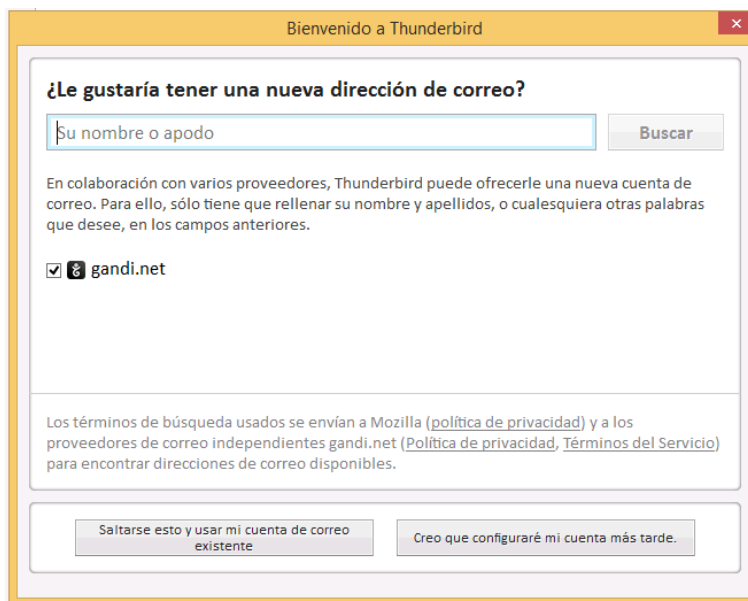 Bienvenido a Thunderbird
¿Le gustaría tener una nueva dirección de correo?
Su nombre o apodo
Buscar
En colaboración con varios proveedores, Thunderbird puede ofrecerle una nueva cuenta de
correo. Para ello, sólo tiene que rellenar su nombre y apellidos, o cualesquiera otras palabras
que desee, en los campos anteriores.
gandi.net
Los términos de búsqueda usados se envían a Mozilla (política de privacidad) y a los
proveedores de correo independientes gandi.net (Política de privacidad, Términos del Servicio)
para encontrar direcciones de correo disponibles.
Saltarse esto y usar mi cuenta de correo
existente
Creo que configuraré mi cuenta más tarde.